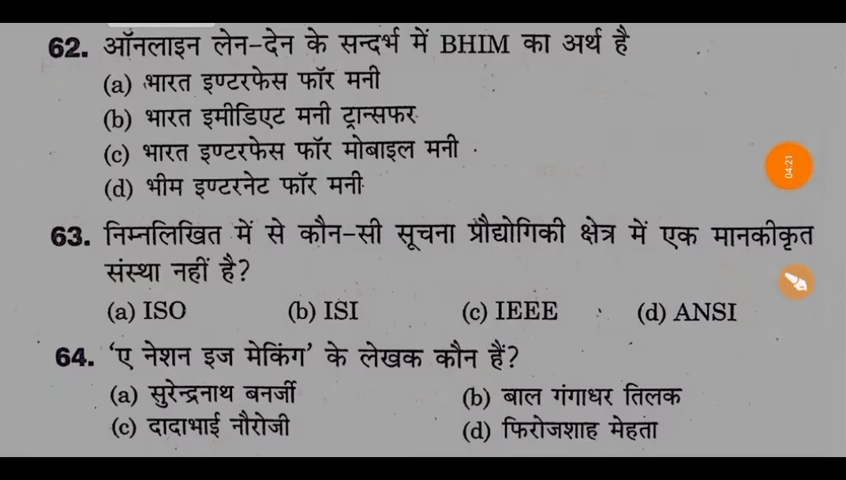 62. ऑनलाइन लेन-देन के सन्दर्भ में BHIM का अर्थ है
(a) भारत इण्टरफेस फॉर मनी
(b) भारत इमीडिएट मनी ट्रान्सफर
(c) भारत इण्टरफेस फॉर मोबाइल मनी
(d) भीम इण्टरनेट फॉर मनी
04:21
63. निम्नलिखित में से कौन-सी सूचना प्रौद्योगिकी क्षेत्र में एक मानकीकृत
संस्था नहीं है?
(a) ISO (b) ISI (c) IEEE (d) ANSI
64. ‘ए नेशन इज मेकिंग’ के लेखक कौन हैं?
(a) सुरेन्द्रनाथ बनर्जी (b) बाल गंगाधर तिलक
(c) दादाभाई नौरोजी (d) फिरोजशाह मेहता